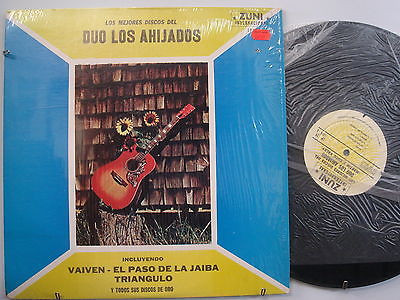 LOS MEJORES DISCOS DEL
DUO LOS AHIJADOS
ZUNI
INCLUYENDO
VAIVEN - EL PASO DE LA JAIBA
TRIANGULO
Y TODOS SUS DISCOS DE ORO
ZUNI